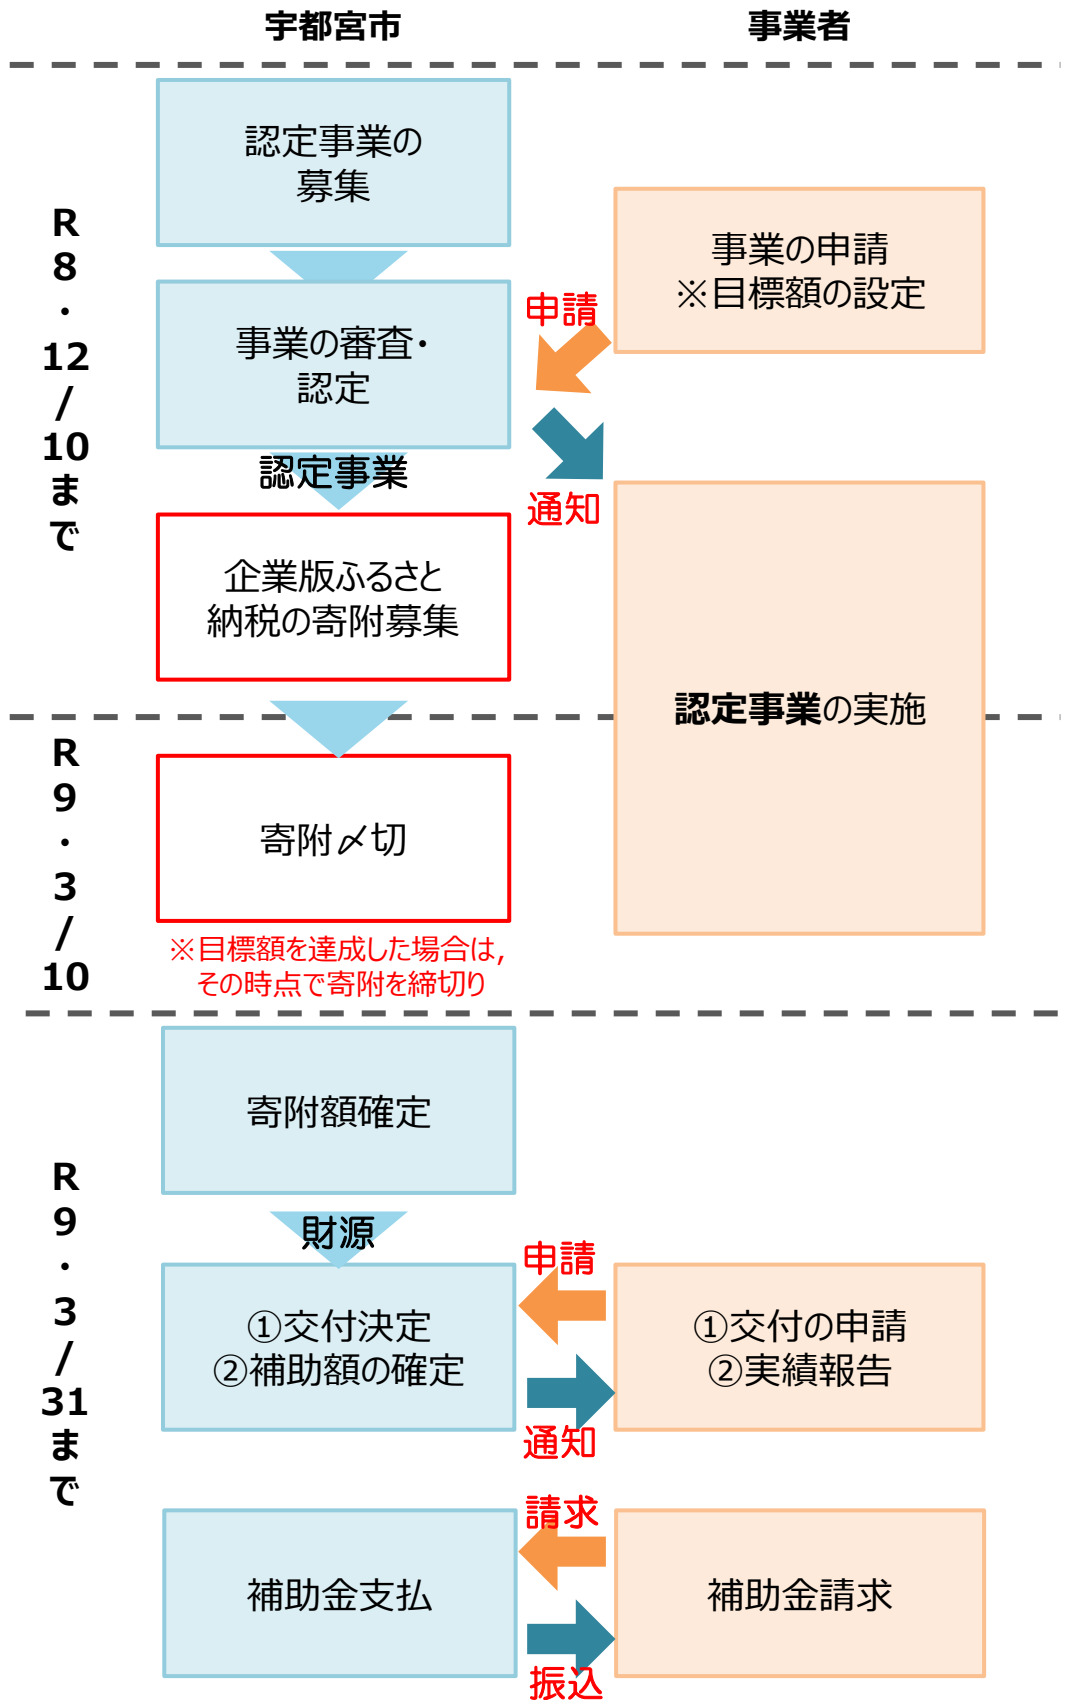 宇都宮市
事業者
R
8
・
12
/
10
ま
で
認定事業の
募集
事業の申請
※目標額の設定
申請
事業の審査・
認定
通知
認定事業
企業版ふるさと
納税の寄附募集
認定事業の実施
R
9
・
3
/
10
寄附〆切
※目標額を達成した場合は,
その時点で寄附を締切り
R
9
・
3
/
31
ま
で
寄附額確定
財源
申請
①交付決定
②補助額の確定
①交付の申請
②実績報告
通知
請求
補助金支払
補助金請求
振込